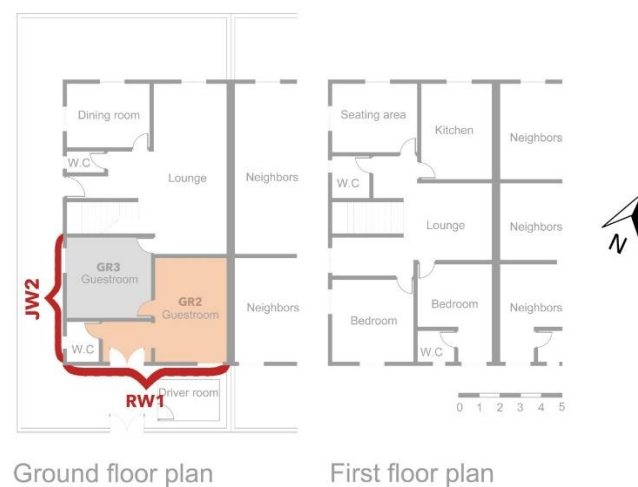 Dining room
W.C
Lounge
Neighbors
Neighbors
GR3
Guestroom
GR2
Guestroom
Neighbors
W.C
JW2
RW1
Driver room
Ground floor plan
Seating area
Kitchen
Neighbors
W.C
Lounge
Neighbors
Bedroom
Bedroom
Neighbors
W.C
0 1 2 3 4 5
First floor plan
N